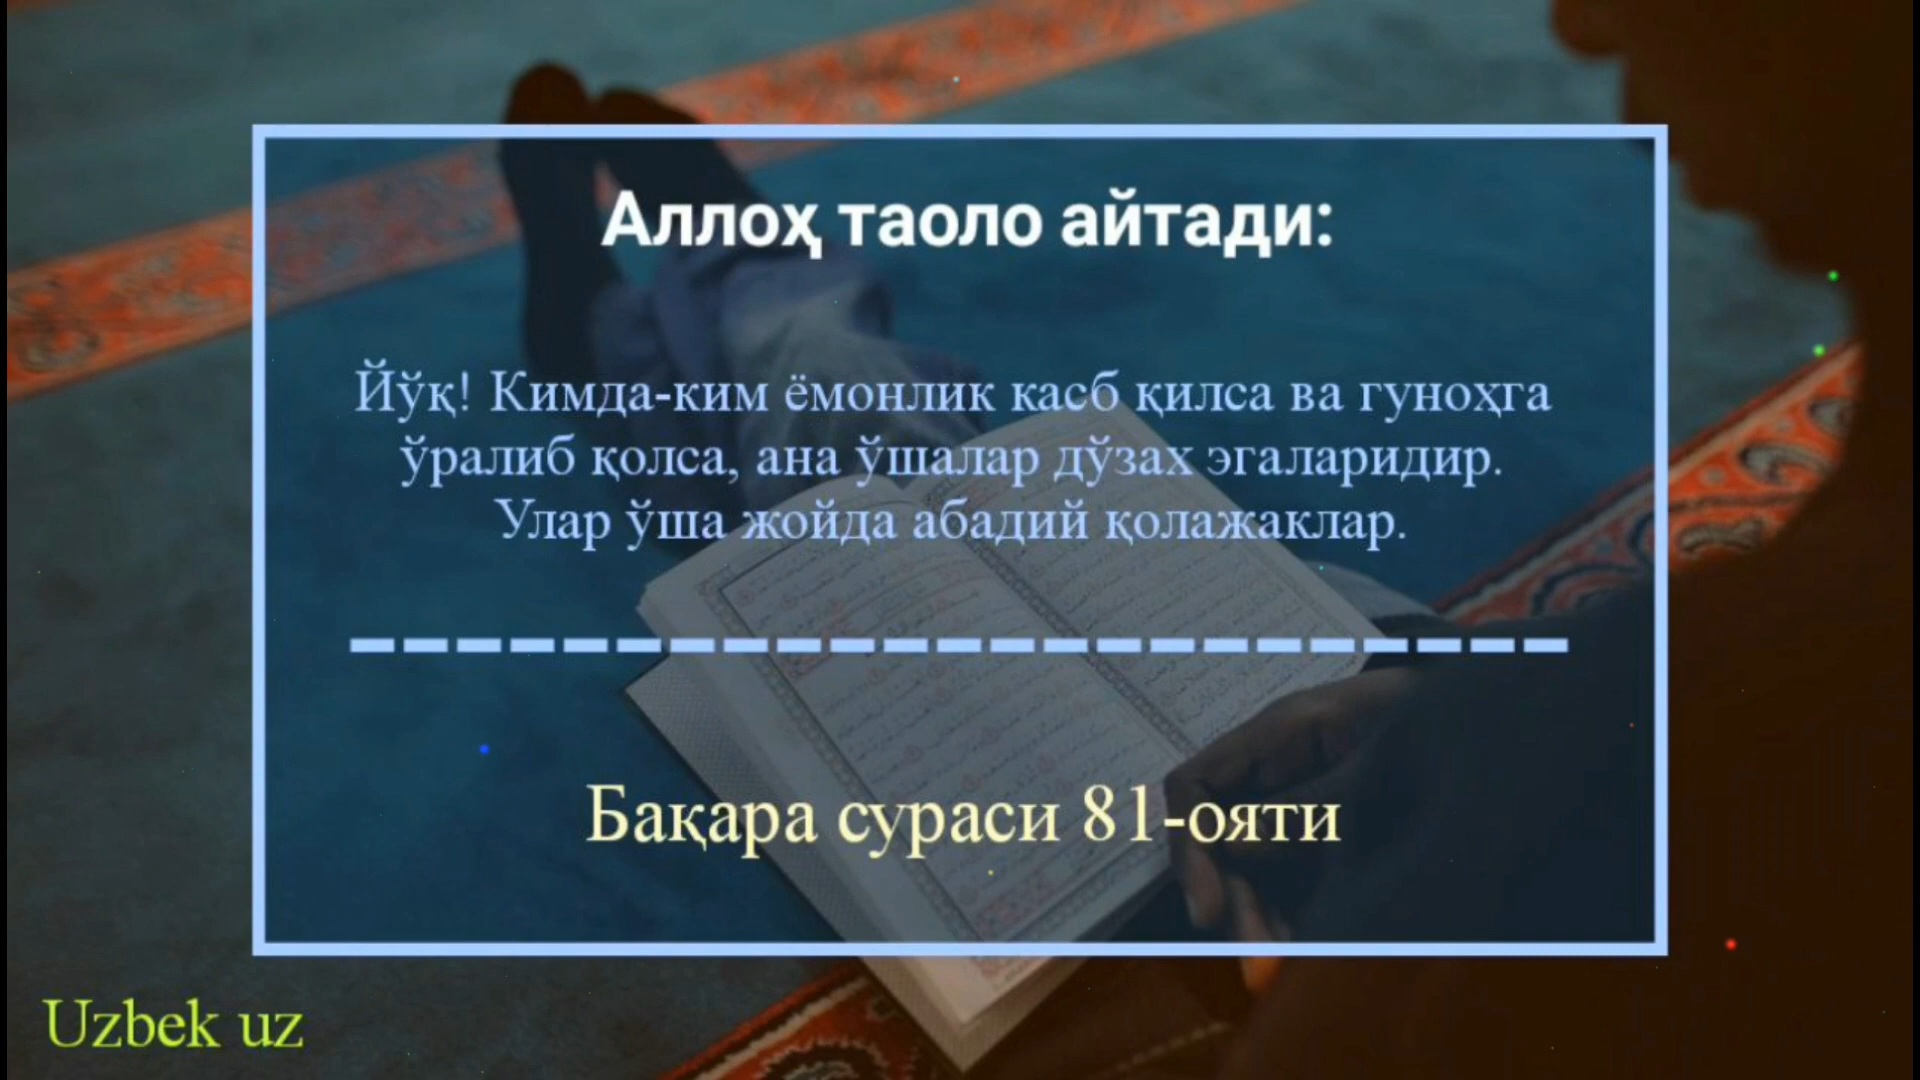 Аллоҳ таоло айтади:
Йўқ! Кимда-ким ёмонлик касб қилса ва гуноҳга
ўралиб қолса, ана ўшалар дўзах эгаларидир.
Улар ўша жойда абадий қолажаклар.
Бақара сураси 81-ояти
Uzbek uz